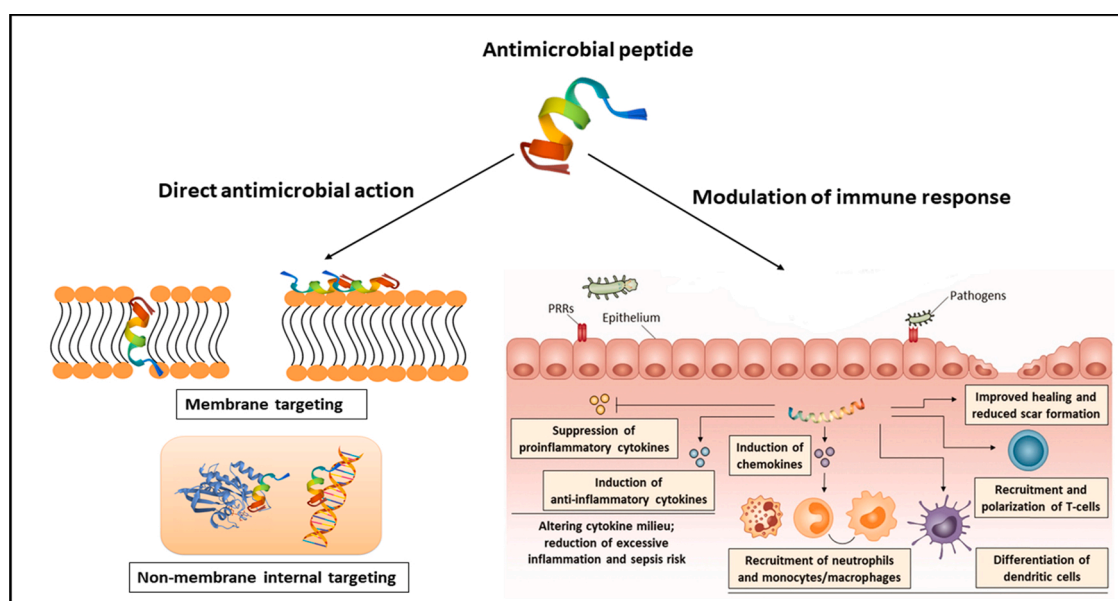 Antimicrobial peptide
Direct antimicrobial action
Modulation of immune response
Membrane targeting
Non-membrane internal targeting
PRRs
Epithelium
Pathogens
Suppression of
proinflammatory cytokines
Induction of
anti-inflammatory cytokines
Altering cytokine milieu;
reduction of excessive
inflammation and sepsis risk
Induction of
chemokines
Recruitment of neutrophils
and monocytes/macrophages
Improved healing and
reduced scar formation
Recruitment and
polarization of T-cells
Differentiation of
dendritic cells